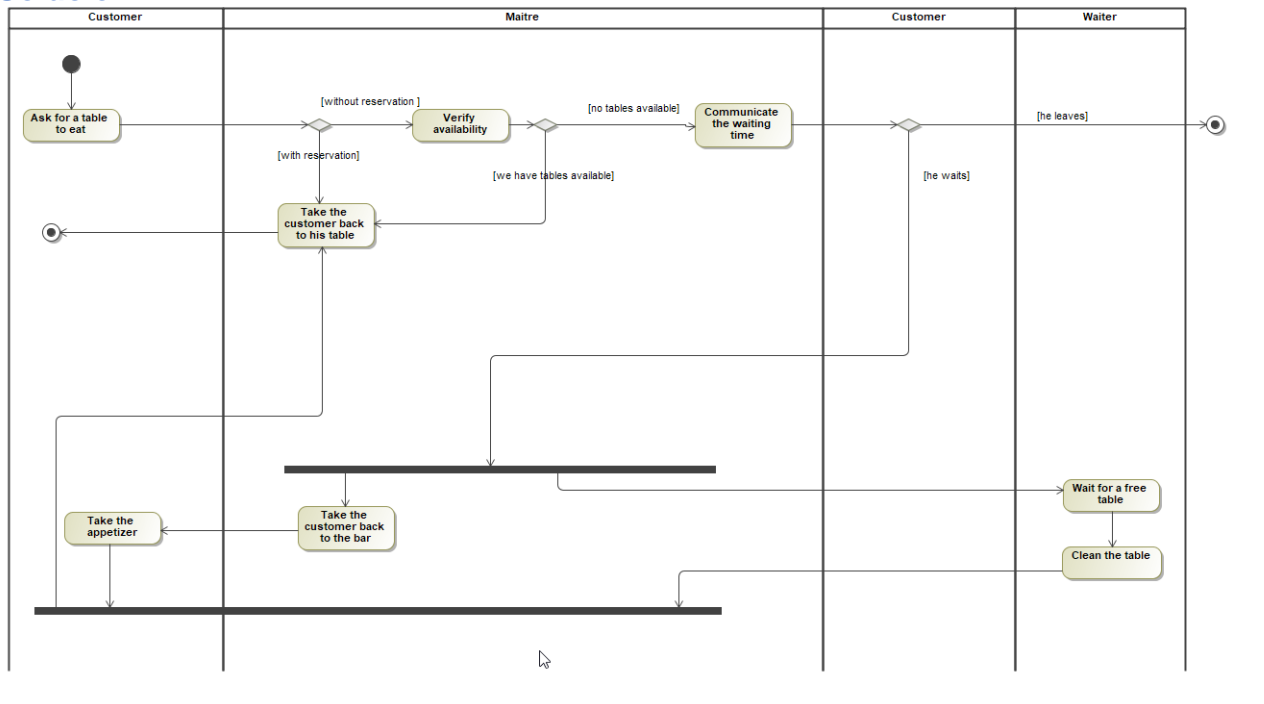 Customer
Maitre
Customer
Waiter
[without reservation ]
[no tables available]
[he leaves]
Ask for a table
to eat
Verify
availability
Communicate
the waiting
time
[with reservation]
[we have tables available]
[he waits]
Take the
customer back
to his table
Wait for a free
table
Take the
appetizer
Take the
customer back
to the bar
Clean the table